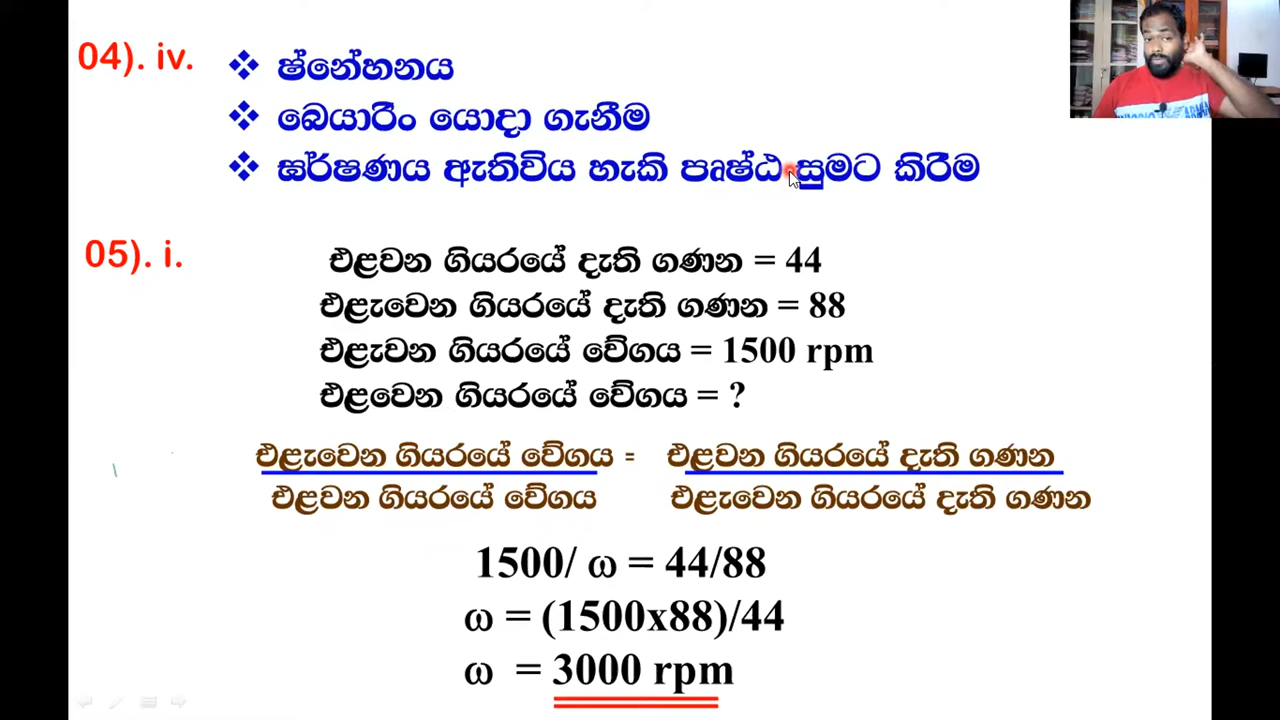 04). iv.
❖ ෂ්නේහනය
❖ බෙයාරිං යොදා ගැනීම
❖ ඝර්ෂණය ඇතිවිය හැකි පෘෂ්ඨ සුමට කිරීම
05). i.
එළවන ගියරයේ දැති ගණන = 44
එළැවෙන ගියරයේ දැති ගණන = 88
එළැවන ගියරයේ වේගය = 1500 rpm
එළවෙන ගියරයේ වේගය = ?
එළැවෙන ගියරයේ වේගය = එළවන ගියරයේ දැති ගණන
එළවන ගියරයේ වේගය එළැවෙන ගියරයේ දැති ගණන
1500/ ω = 44/88
ω = (1500x88)/44
ω = 3000 rpm